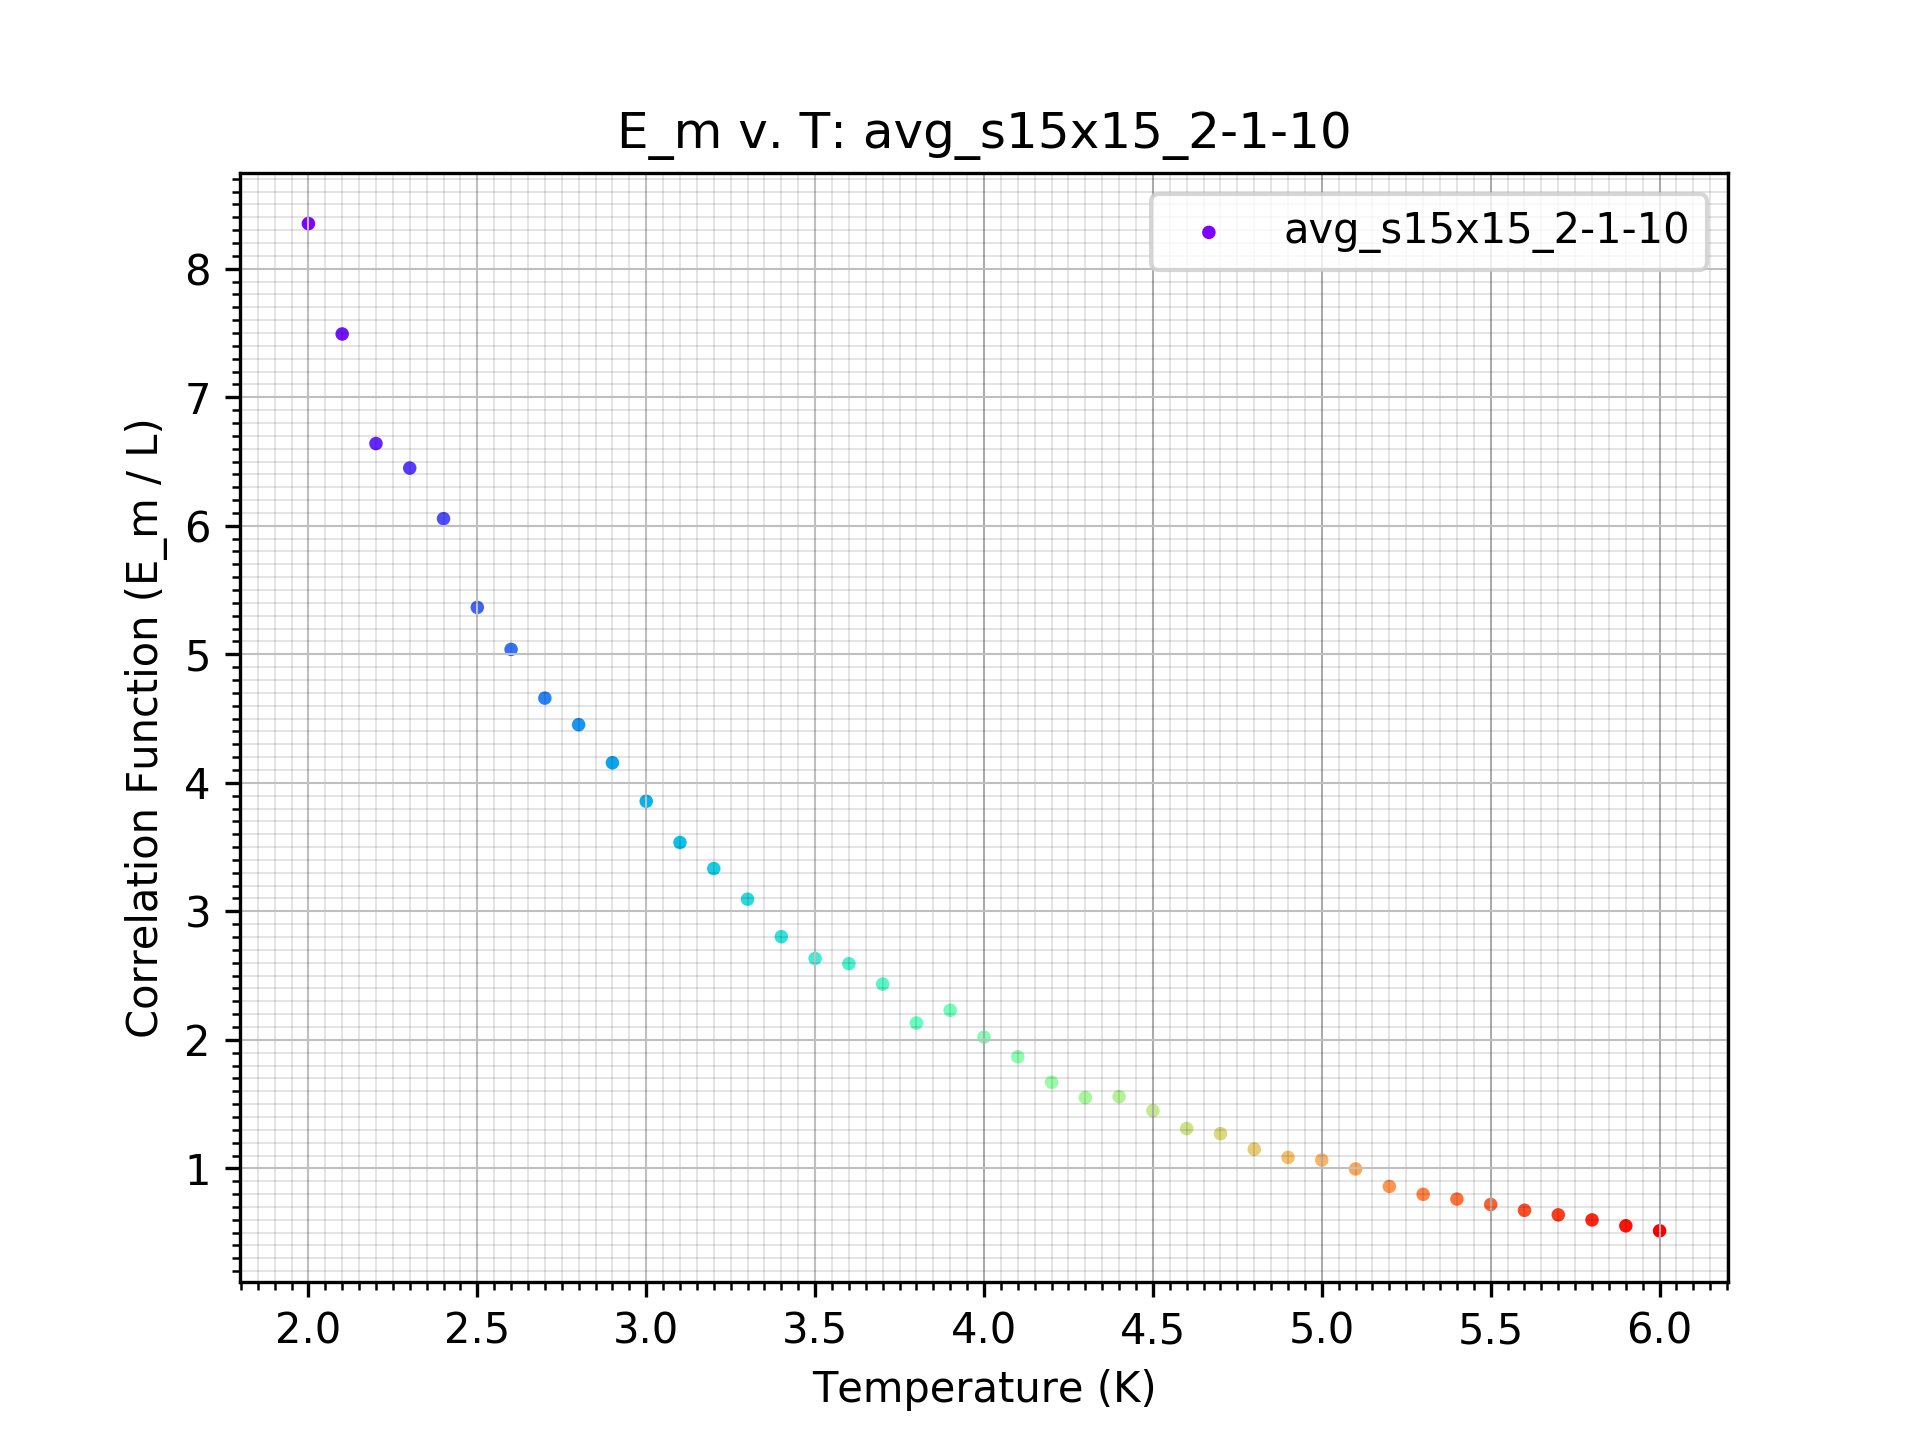 E_m v. T: avg_s15x15_2-1-10
avg_s15x15_2-1-10
8
7
6
5
4
3
2
1
Correlation Function (E_m / L)
2.0 2.5 3.0 3.5 4.0 4.5 5.0 5.5 6.0
Temperature (K)